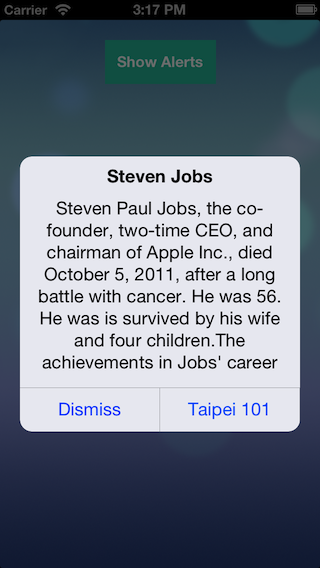 Carrier 3:17 PM
Show Alerts
Steven Jobs
Steven Paul Jobs, the co-
founder, two-time CEO, and
chairman of Apple Inc., died
October 5, 2011, after a long
battle with cancer. He was 56.
He was is survived by his wife
and four children.The
achievements in Jobs' career
Dismiss Taipei 101